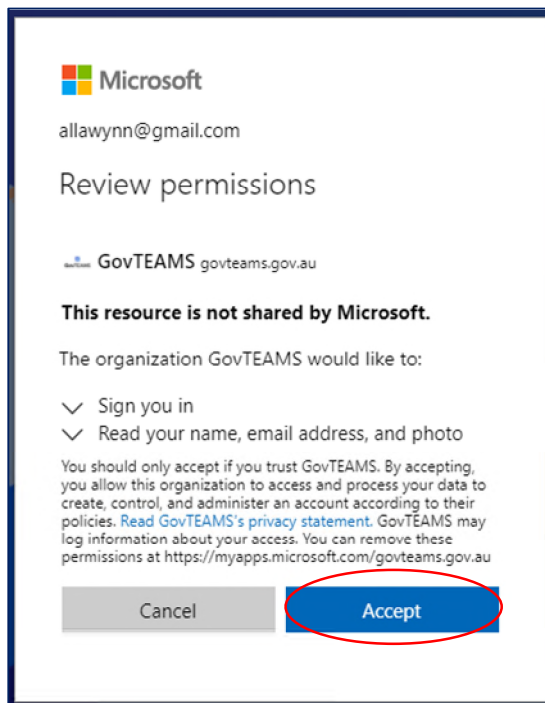 Microsoft
allawynn@gmail.com
Review permissions
GovTEAMS govteams.gov.au
This resource is not shared by Microsoft.
The organization GovTEAMS would like to:
Sign you in
Read your name, email address, and photo
You should only accept if you trust GovTEAMS. By accepting,
you allow this organization to access and process your data to
create, control, and administer an account according to their
policies. Read GovTEAMS's privacy statement. GovTEAMS may
log information about your access. You can remove these
permissions at https://myapps.microsoft.com/govteams.gov.au
Cancel Accept